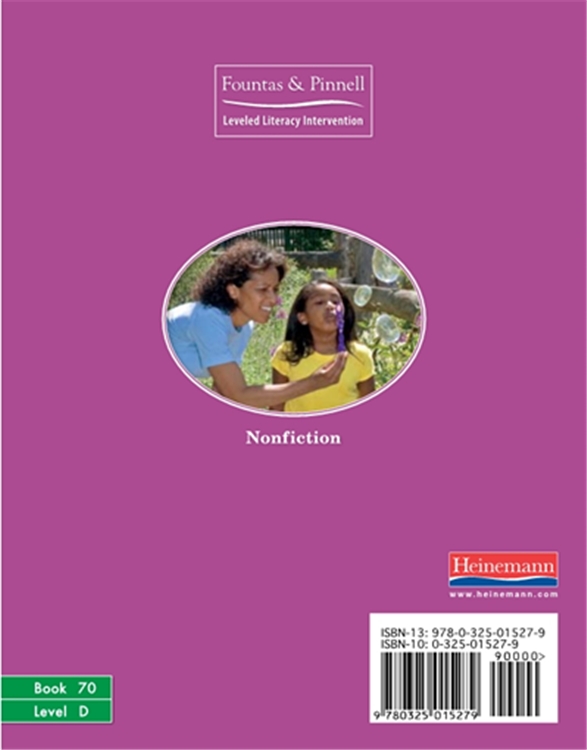 Fountas & Pinnell
Leveled Literacy Intervention
Nonfiction
Heinemann
www.heinemann.com
ISBN-13: 978-0-325-01527-9
ISBN-10: 0-325-01527-9
90000>
9 780325 015279
Book 70
Level D